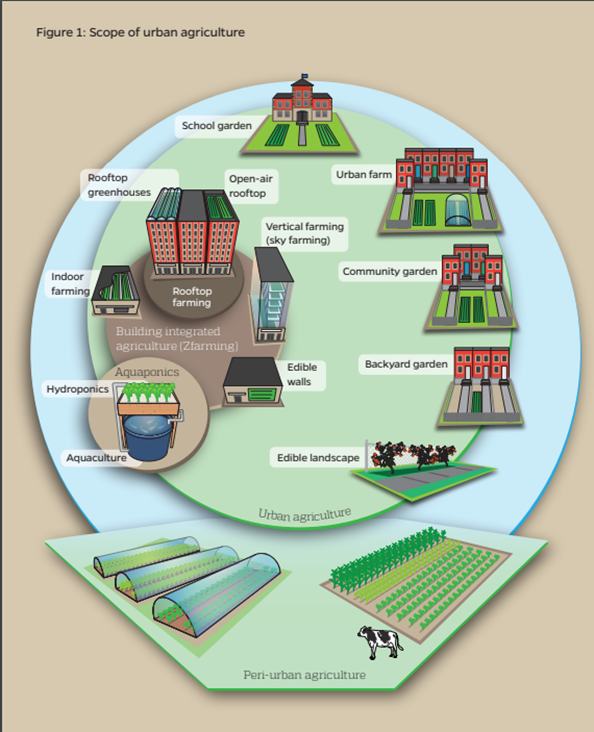 Figure 1: Scope of urban agriculture
School garden
Rooftop
greenhouses
Open-air
rooftop
Urban farm
Vertical farming
(sky farming)
Community garden
Indoor
farming
Rooftop
farming
Building integrated
agriculture (Zfarming)
Backyard garden
Aquaponics
Edible
walls
Hydroponics
Aquaculture
Edible landscape
Urban agriculture
Peri-urban agriculture